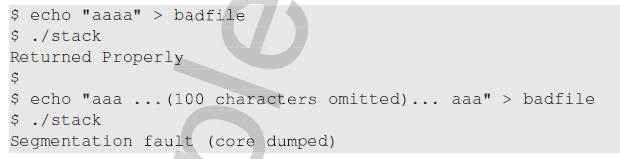 $ echo "aaaa" > badfile
$ ./stack
Returned Properly
$
$ echo "aaa ...(100 characters omitted)... aaa" > badfile
$ ./stack
Segmentation fault (core dumped)